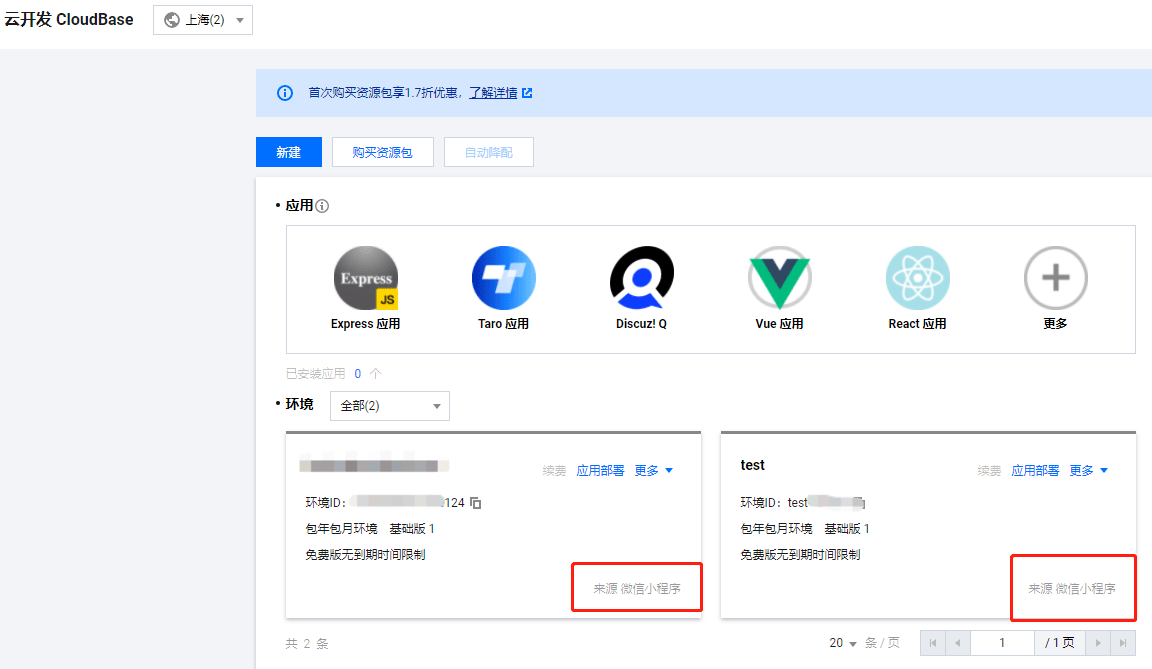 云开发 CloudBase 上海(2)
首次购买资源包享1.7折优惠，了解详情
新建 购买资源包 自动降配
• 应用
Express JS
Express 应用 Taro 应用 Discuz! Q Vue 应用 React 应用 更多
已安装应用 0 个
• 环境 全部(2)
续费 应用部署 更多
环境ID： 124
包年包月环境 基础版 1
免费版无到期时间限制
来源 微信小程序
test 续费 应用部署 更多
环境ID：test
包年包月环境 基础版 1
免费版无到期时间限制
来源 微信小程序
共 2 条 20 条 / 页 1 / 1 页